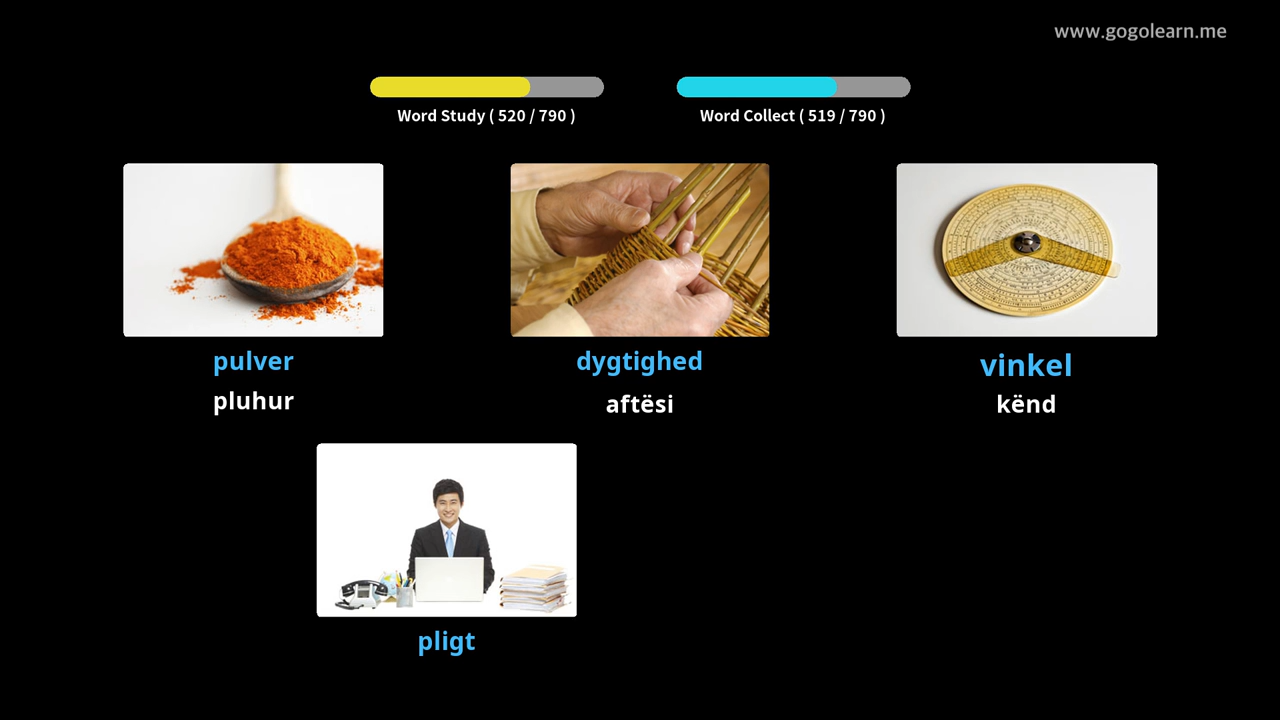 www.gogolearn.me
Word Study ( 520 / 790 )
Word Collect ( 519 / 790 )
pulver
dygtighed
vinkel
pluhur
aftësi
kënd
pligt